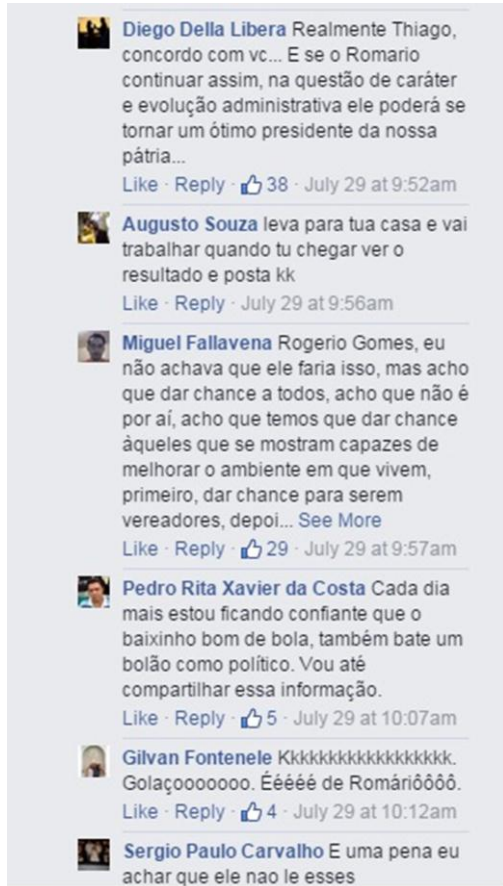 Diego Della Libera Realmente Thiago,
concordo com vc... E se o Romario
continuar assim, na questão de caráter
e evolução administrativa ele poderá se
tornar um ótimo presidente da nossa
pátria...
Like · Reply · 38 · July 29 at 9:52am
Augusto Souza leva para tua casa e vai
trabalhar quando tu chegar ver o
resultado e posta kk
Like · Reply · July 29 at 9:56am
Miguel Fallavena Rogerio Gomes, eu
não achava que ele faria isso, mas acho
que dar chance a todos, acho que não é
por aí, acho que temos que dar chance
àqueles que se mostram capazes de
melhorar o ambiente em que vivem,
primeiro, dar chance para serem
vereadores, depoi... See More
Like · Reply · 29 · July 29 at 9:57am
Pedro Rita Xavier da Costa Cada dia
mais estou ficando confiante que o
baixinho bom de bola, também bate um
bolão como político. Vou até
compartilhar essa informação.
Like · Reply · 5 · July 29 at 10:07am
Gilvan Fontenele Kkkkkkkkkkkkkkkkkkk.
Golaçooooooo. Ééééé de Romáriôôôô.
Like · Reply · 4 · July 29 at 10:12am
Sergio Paulo Carvalho E uma pena eu
achar que ele nao le esses